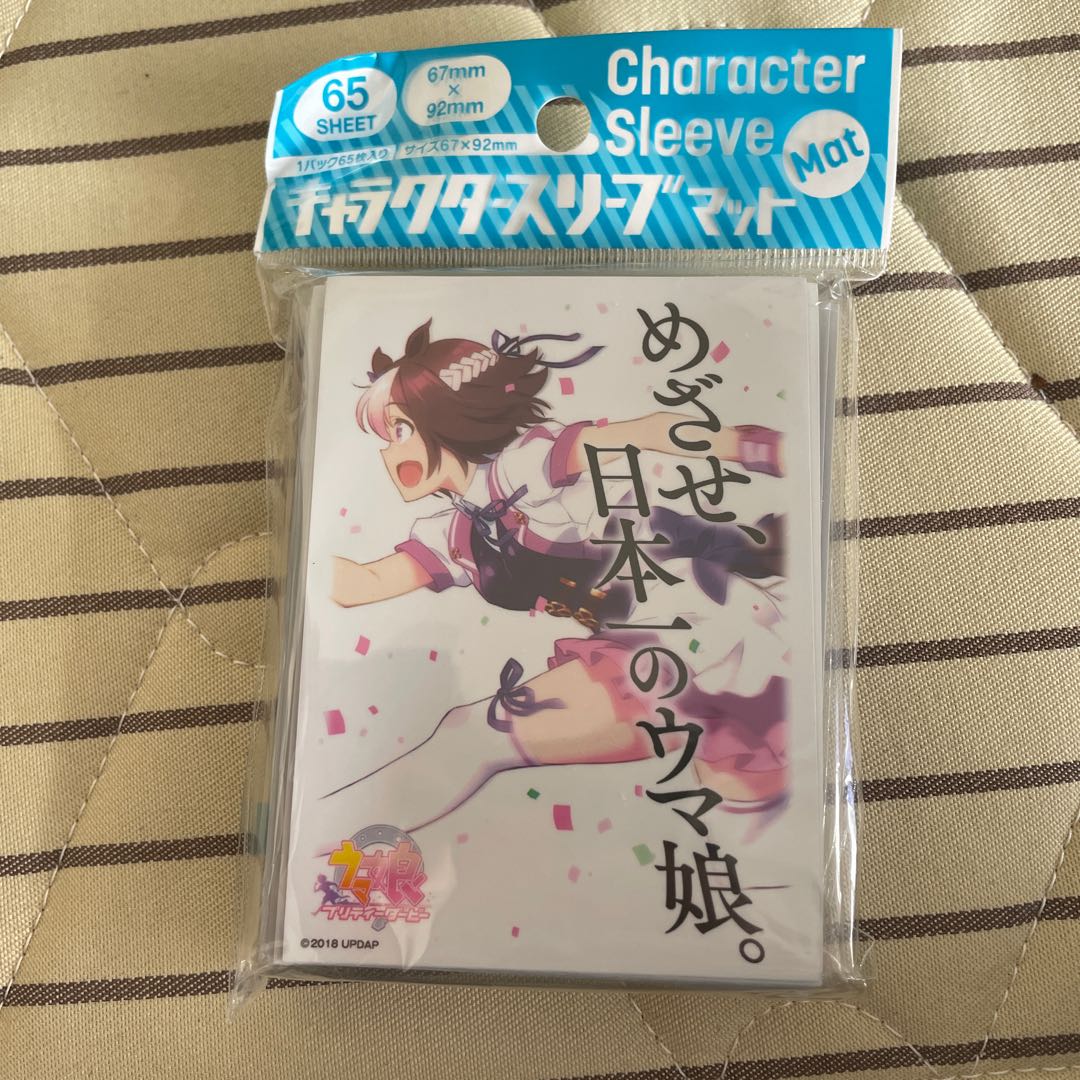 65
SHEET
67mm
×
92mm
Character
Sleeve
Mat
1パック65枚入り サイズ67×92mm
キャラクタースリーブマット
めざせ、
日本一のウマ娘。
ウマ娘
プリティーダービー
©2018 UPDAP